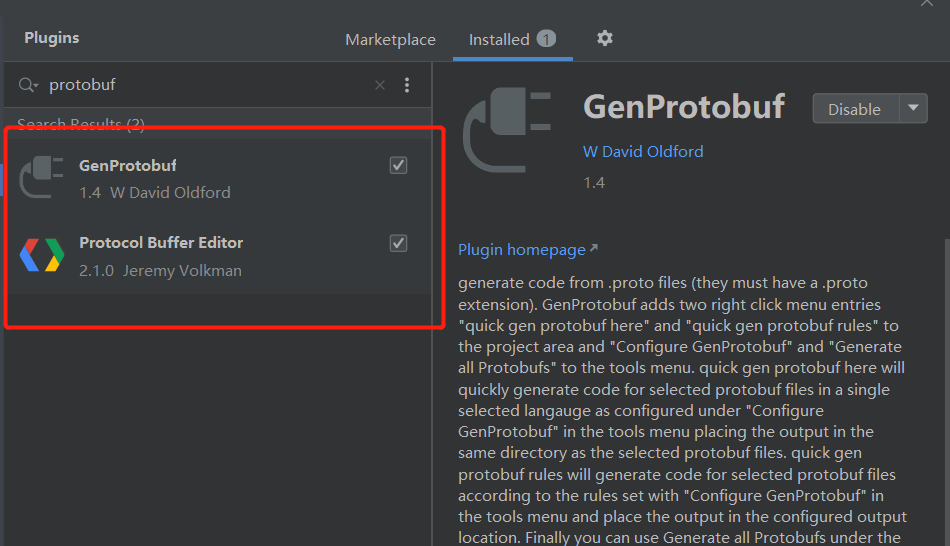 Plugins
Marketplace
Installed 1
protobuf
Search Results (2)
GenProtobuf
1.4 W David Oldford
Protocol Buffer Editor
2.1.0 Jeremy Volkman
GenProtobuf
Disable
W David Oldford
1.4
Plugin homepage
generate code from .proto files (they must have a .proto
extension). GenProtobuf adds two right click menu entries
"quick gen protobuf here" and "quick gen protobuf rules" to
the project area and "Configure GenProtobuf" and "Generate
all Protobufs" to the tools menu. quick gen protobuf here will
quickly generate code for selected protobuf files in a single
selected langauge as configured under "Configure
GenProtobuf" in the tools menu placing the output in the
same directory as the selected protobuf files. quick gen
protobuf rules will generate code for selected protobuf files
according to the rules set with "Configure GenProtobuf" in
the tools menu and place the output in the configured output
location. Finally you can use Generate all Protobufs under the